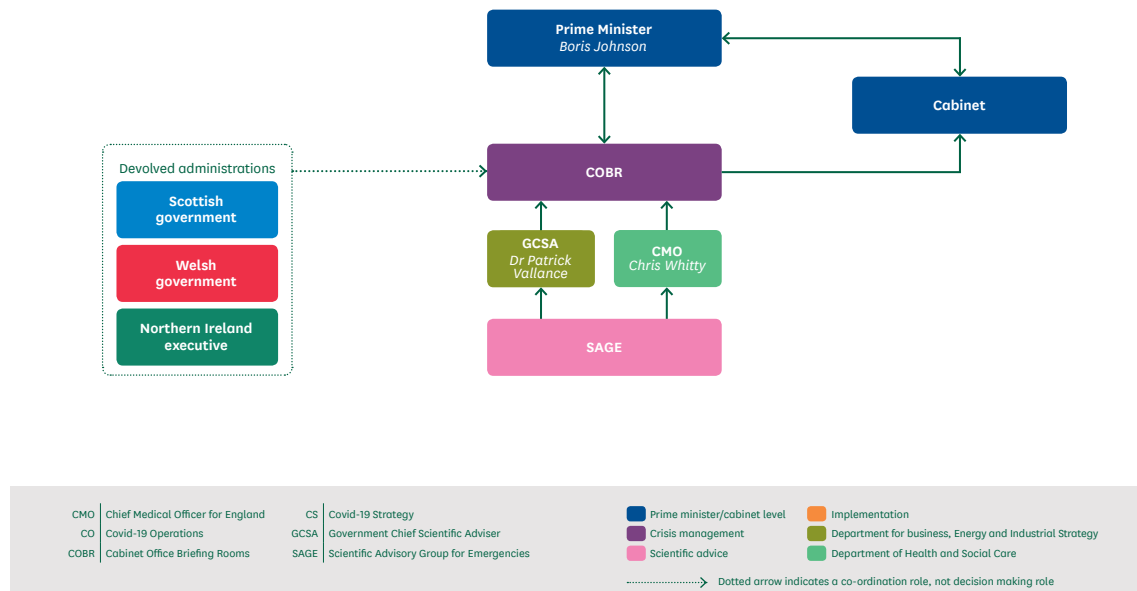 Prime Minister
Boris Johnson
Cabinet
Devolved administrations
Scottish
government
Welsh
government
Northern Ireland
executive
COBR
GCSA
Dr Patrick
Vallance
CMO
Chris Whitty
SAGE
CMO Chief Medical Officer for England
CO Covid-19 Operations
COBR Cabinet Office Briefing Rooms
CS Covid-19 Strategy
GCSA Government Chief Scientific Adviser
SAGE Scientific Advisory Group for Emergencies
Prime minister/cabinet level
Crisis management
Scientific advice
Implementation
Department for business, Energy and Industrial Strategy
Department of Health and Social Care
Dotted arrow indicates a co-ordination role, not decision making role